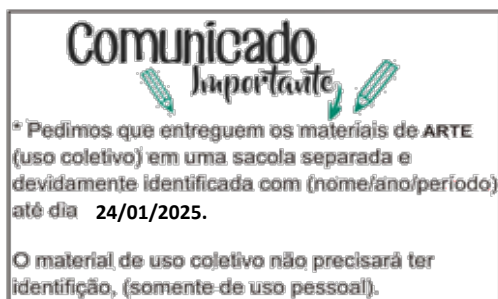 Comunicado
Importante
* Pedimos que entreguem os materiais de ARTE
(uso coletivo) em uma sacola separada e
devidamente identificada com (nome/ano/período)
até dia 24/01/2025.
O material de uso coletivo não precisará ter
identifição, (somente de uso pessoal).